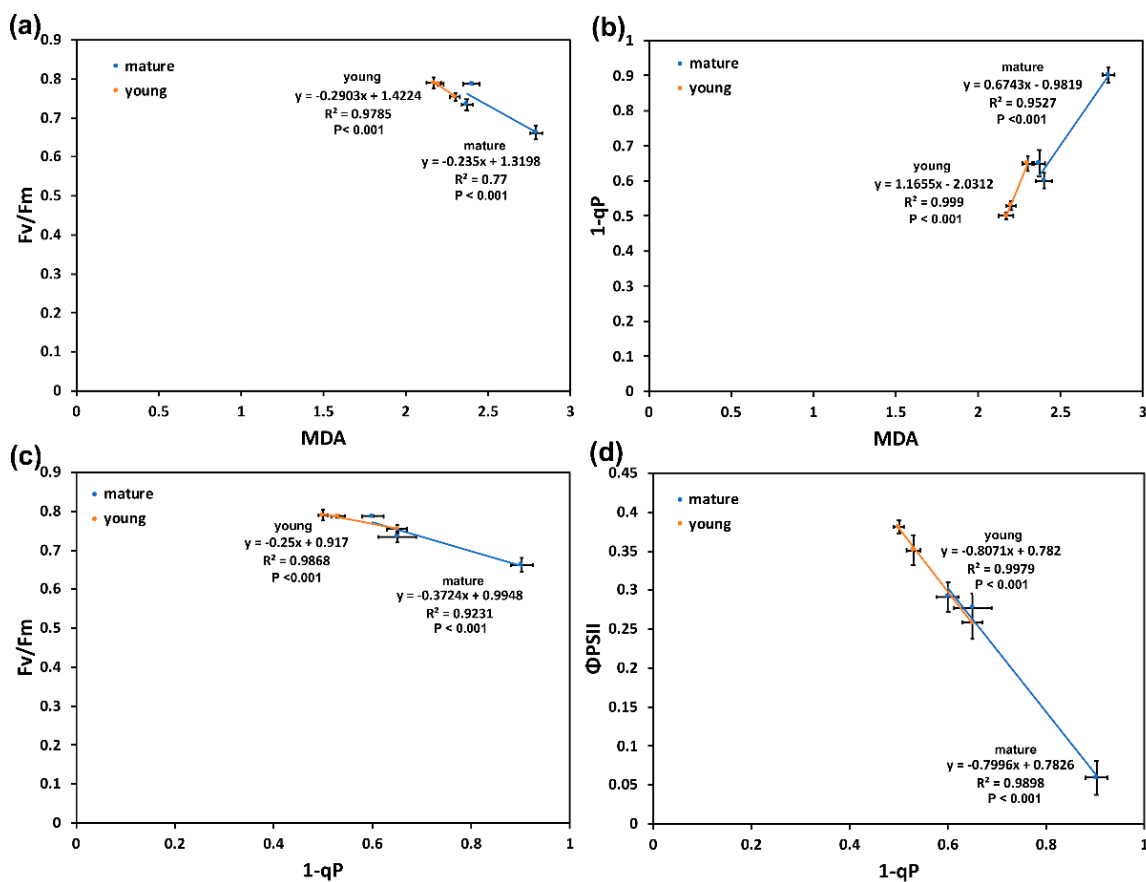 (a)
0.9
0.8
0.7
0.6
0.5
0.4
0.3
0.2
0.1
0
Fv/Fm
mature
young
young
y = -0.2903x + 1.4224
R² = 0.9785
P< 0.001
mature
y = -0.235x + 1.3198
R² = 0.77
P < 0.001
0 0.5 1 1.5 2 2.5 3
MDA
(b)
1
0.9
0.8
0.7
0.6
0.5
0.4
0.3
0.2
0.1
0
1-qP
mature
young
mature
y = 0.6743x - 0.9819
R² = 0.9527
P <0.001
young
y = 1.1655x - 2.0312
R² = 0.999
P < 0.001
0 0.5 1 1.5 2 2.5 3
MDA
(c)
0.9
0.8
0.7
0.6
0.5
0.4
0.3
0.2
0.1
0
Fv/Fm
mature
young
young
y = -0.25x + 0.917
R² = 0.9868
P <0.001
mature
y = -0.3724x + 0.9948
R² = 0.9231
P < 0.001
0 0.2 0.4 0.6 0.8 1
1-qP
(d)
0.45
0.4
0.35
0.3
0.25
0.2
0.15
0.1
0.05
0
ΦPSII
mature
young
young
y = -0.8071x + 0.782
R² = 0.9979
P < 0.001
mature
y = -0.7996x + 0.7826
R² = 0.9898
P < 0.001
0 0.2 0.4 0.6 0.8 1
1-qP